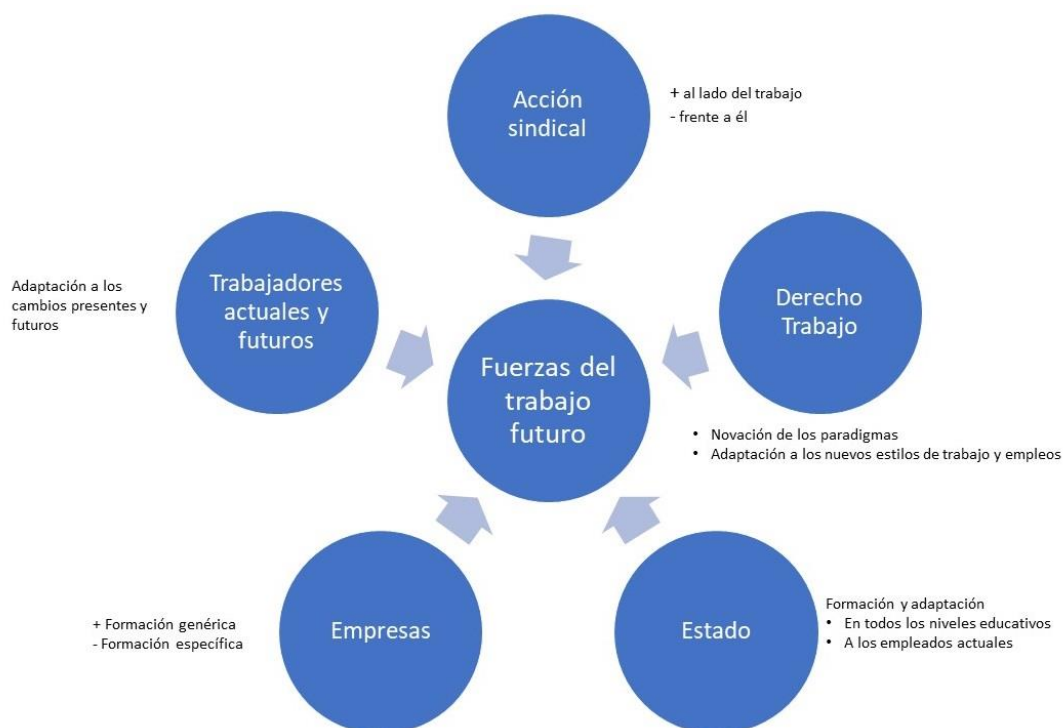 Acción
sindical
+ al lado del trabajo
- frente a él
Trabajadores
actuales y
futuros
Adaptación a los
cambios presentes y
futuros
Derecho
Trabajo
• Novación de los paradigmas
• Adaptación a los nuevos estilos de trabajo y empleos
Fuerzas del
trabajo
futuro
Empresas
+ Formación genérica
- Formación específica
Estado
Formación y adaptación
• En todos los niveles educativos
• A los empleados actuales